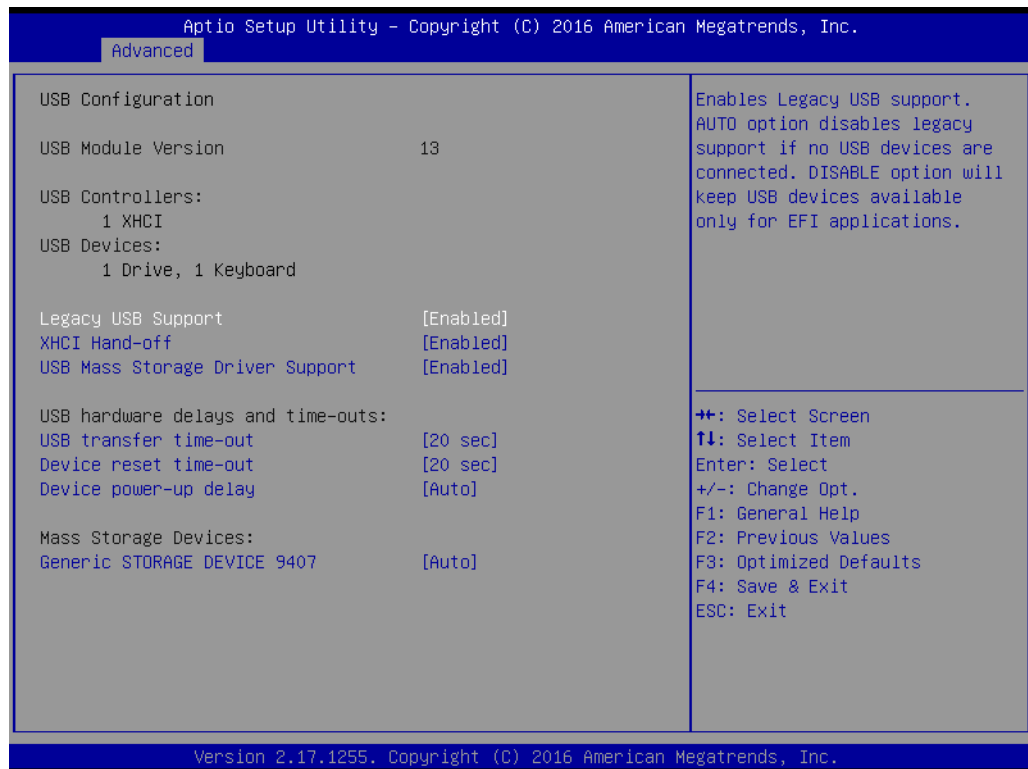 Aptio Setup Utility – Copyright (C) 2016 American Megatrends, Inc.
Advanced
USB Configuration
USB Module Version 13
USB Controllers:
1 XHCI
USB Devices:
1 Drive, 1 Keyboard
Legacy USB Support [Enabled]
XHCI Hand-off [Enabled]
USB Mass Storage Driver Support [Enabled]
USB hardware delays and time-outs:
USB transfer time-out [20 sec]
Device reset time-out [20 sec]
Device power-up delay [Auto]
Mass Storage Devices:
Generic STORAGE DEVICE 9407 [Auto]
Enables Legacy USB support.
AUTO option disables legacy
support if no USB devices are
connected. DISABLE option will
keep USB devices available
only for EFI applications.
→←: Select Screen
↑↓: Select Item
Enter: Select
+/-: Change Opt.
F1: General Help
F2: Previous Values
F3: Optimized Defaults
F4: Save & Exit
ESC: Exit
Version 2.17.1255. Copyright (C) 2016 American Megatrends, Inc.